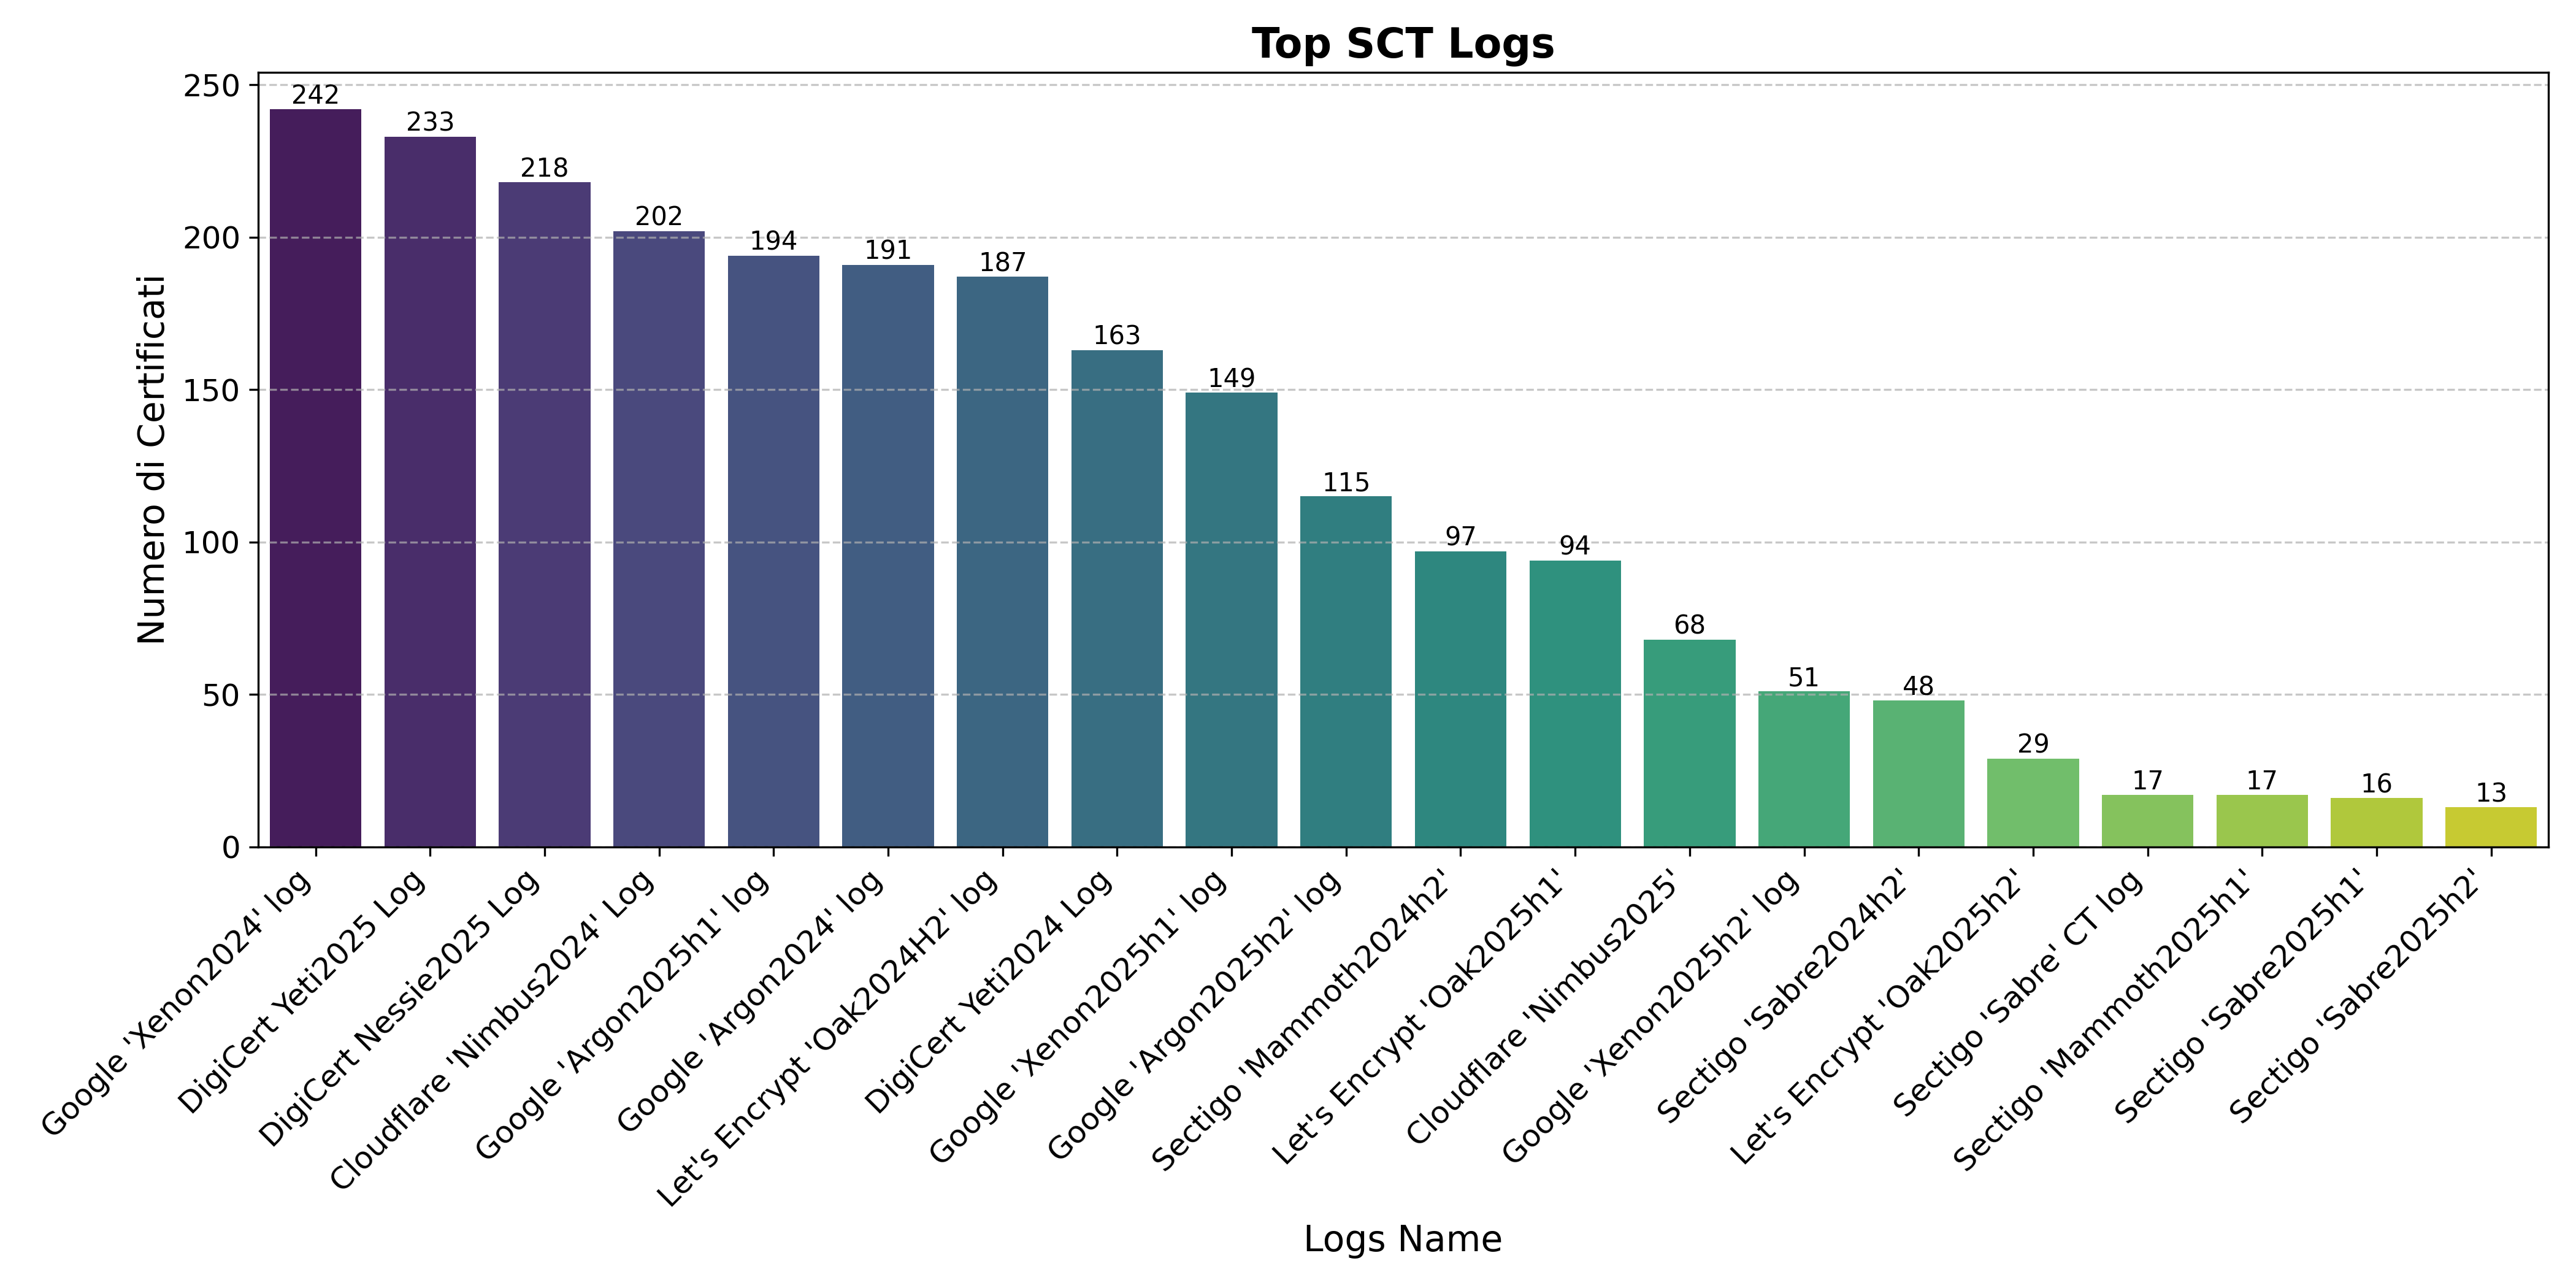 Top SCT Logs
Numero di Certificati
250
200
150
100
50
0
242
233
218
202
194
191
187
163
149
115
97
94
68
51
48
29
17
17
16
13
Google 'Xenon2024' log
DigiCert Yeti2025 Log
DigiCert Nessie2025 Log
Cloudflare 'Nimbus2024' Log
Google 'Argon2025h1' log
Google 'Argon2024' log
Let's Encrypt 'Oak2024H2' log
DigiCert Yeti2024 Log
Google 'Xenon2025h1' log
Google 'Argon2025h2' log
Sectigo 'Mammoth2024h2'
Let's Encrypt 'Oak2025h1'
Cloudflare 'Nimbus2025'
Google 'Xenon2025h2' log
Sectigo 'Sabre2024h2'
Let's Encrypt 'Oak2025h2'
Sectigo 'Sabre' CT log
Sectigo 'Mammoth2025h1'
Sectigo 'Sabre2025h1'
Sectigo 'Sabre2025h2'
Logs Name